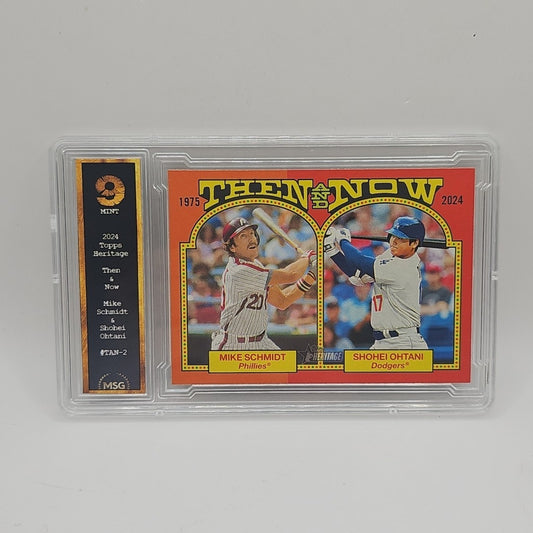 9
MINT
2024
Topps
Heritage
Then
&
Now
Mike
Schmidt
&
Shohei
Ohtani
#TAN-2
MSG
THEN AND NOW
1975
2024
20
17
HERITAGE
MIKE SCHMIDT
Phillies®
SHOHEI OHTANI
Dodgers®